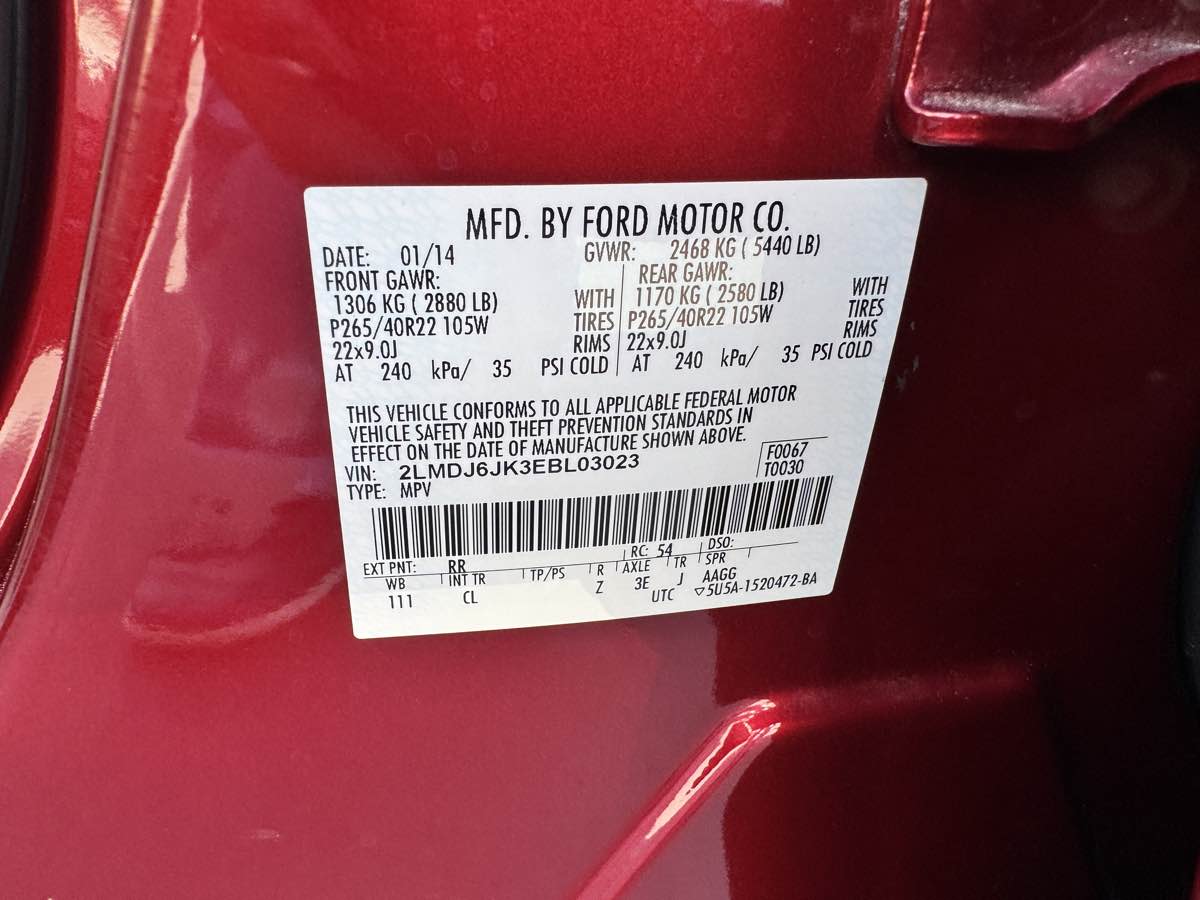 MFD. BY FORD MOTOR CO.
DATE: 01/14 GVWR: 2468 KG ( 5440 LB)
FRONT GAWR: REAR GAWR:
1306 KG ( 2880 LB) WITH 1170 KG ( 2580 LB) WITH
P265/40R22 105W TIRES P265/40R22 105W TIRES
22x9.0J RIMS 22x9.0J RIMS
AT 240 kPa/ 35 PSI COLD AT 240 kPa/ 35 PSI COLD
THIS VEHICLE CONFORMS TO ALL APPLICABLE FEDERAL MOTOR
VEHICLE SAFETY AND THEFT PREVENTION STANDARDS IN
EFFECT ON THE DATE OF MANUFACTURE SHOWN ABOVE.
VIN: 2LMDJ6JK3EBL03023 F0067
TYPE: MPV T0030
EXT PNT: RR RC: 54 DSO:
WB INT TR TP/PS R AXLE TR SPR
111 CL Z 3E J AAGG
UTC ▽5U5A-1520472-BA